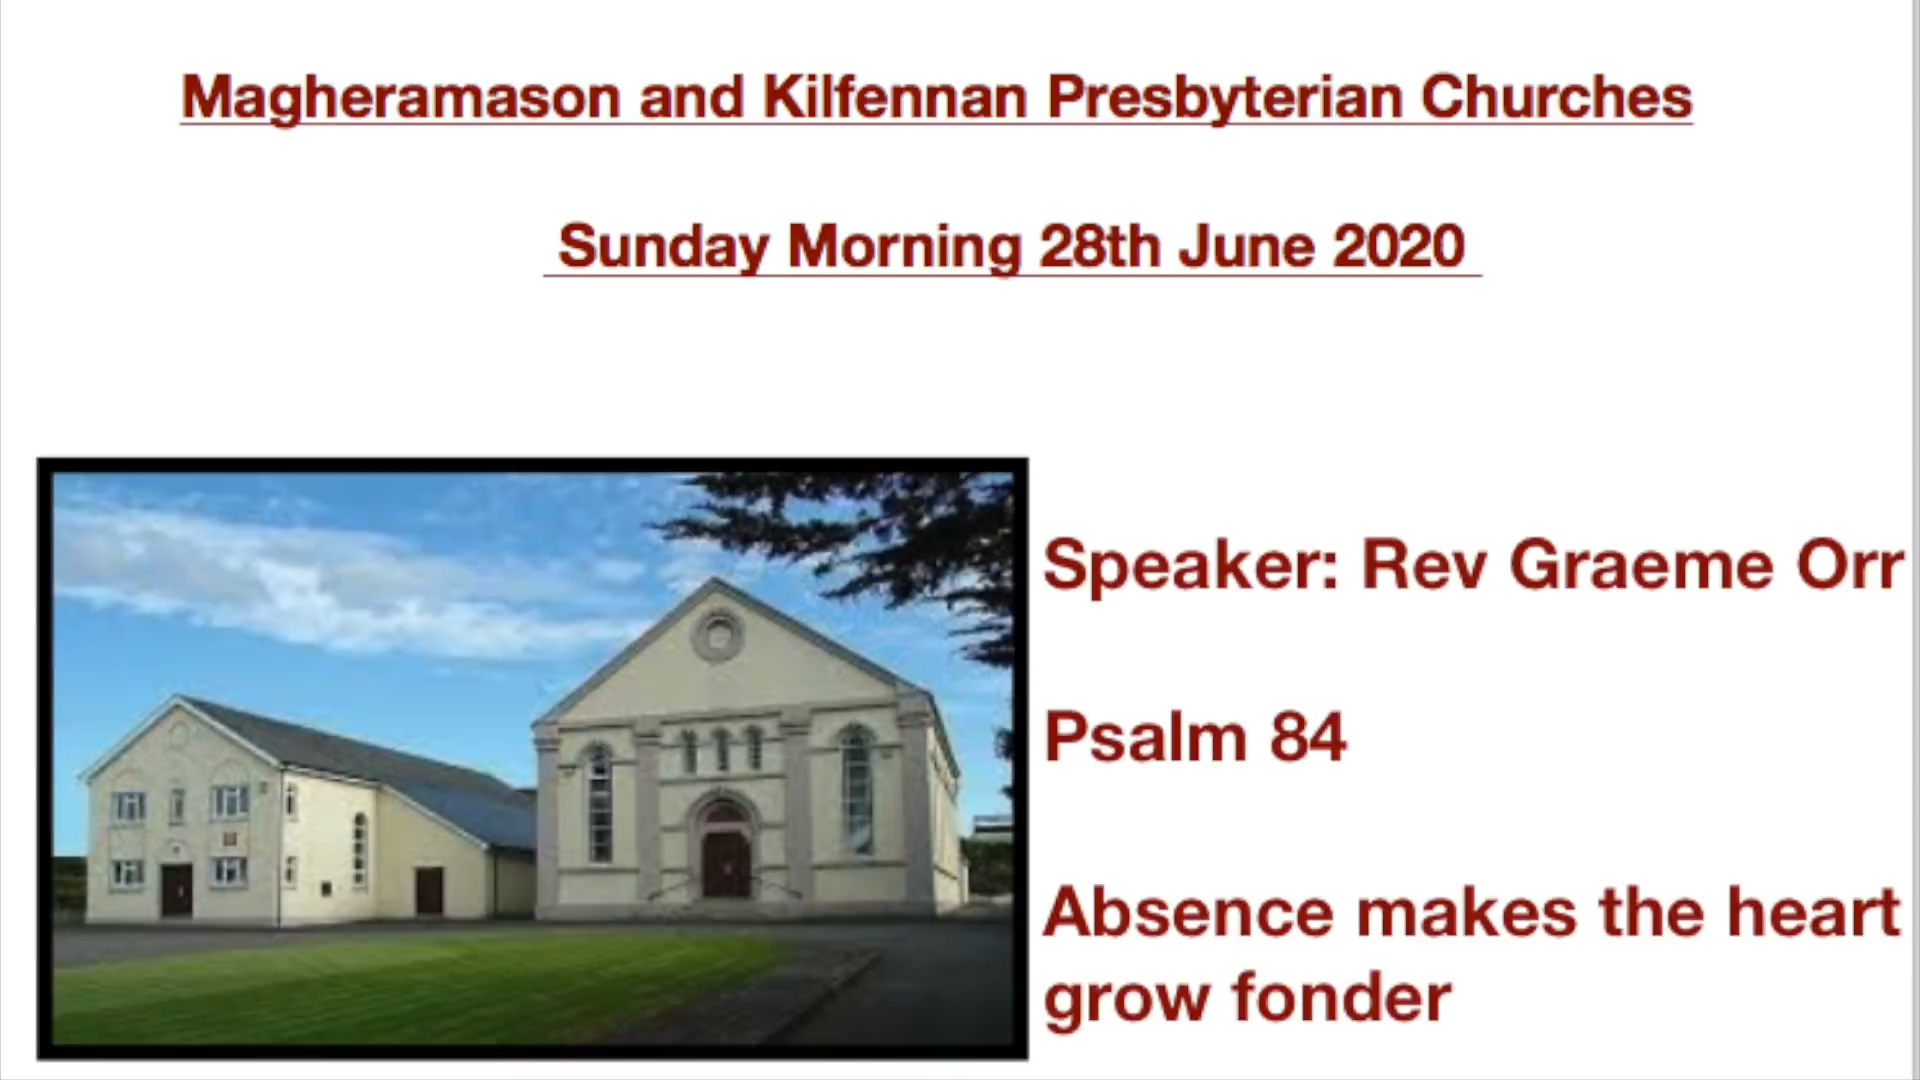 Magheramason and Kilfennan Presbyterian Churches
Sunday Morning 28th June 2020
Speaker: Rev Graeme Orr
Psalm 84
Absence makes the heart
grow fonder